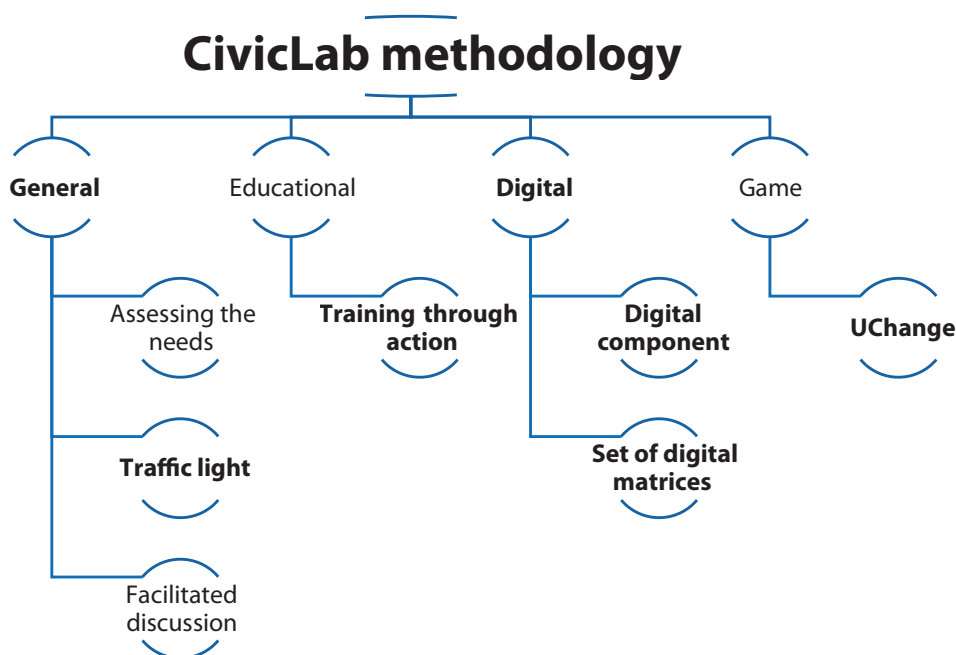 CivicLab methodology
General
Educational
Digital
Game
Assessing the
needs
Training through
action
Digital
component
UChange
Traffic light
Set of digital
matrices
Facilitated
discussion